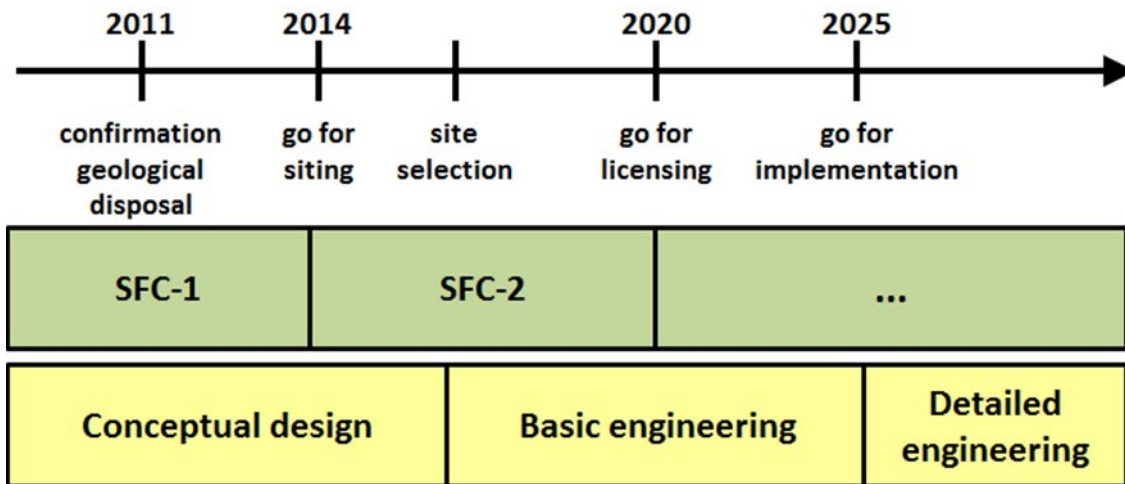 2011 2014 2020 2025
confirmation go for site go for go for
geological siting selection licensing implementation
disposal
SFC-1 SFC-2 ...
Conceptual design Basic engineering Detailed
engineering